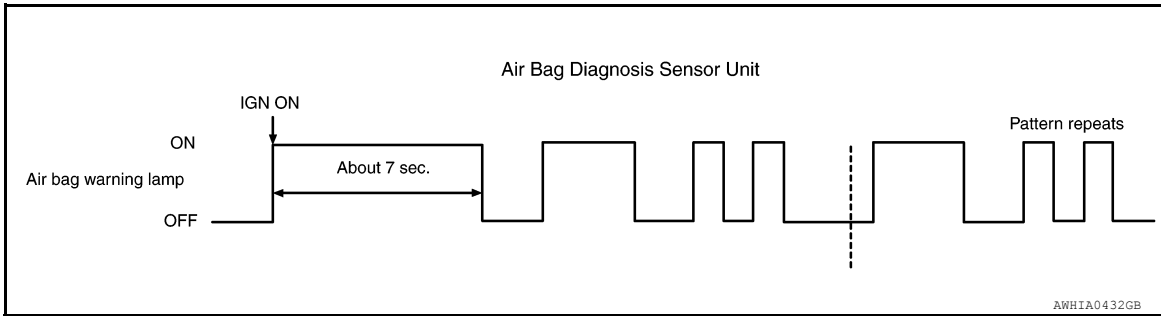 Air Bag Diagnosis Sensor Unit
IGN ON
ON
Pattern repeats
About 7 sec.
Air bag warning lamp
OFF
AWHIA0432GB